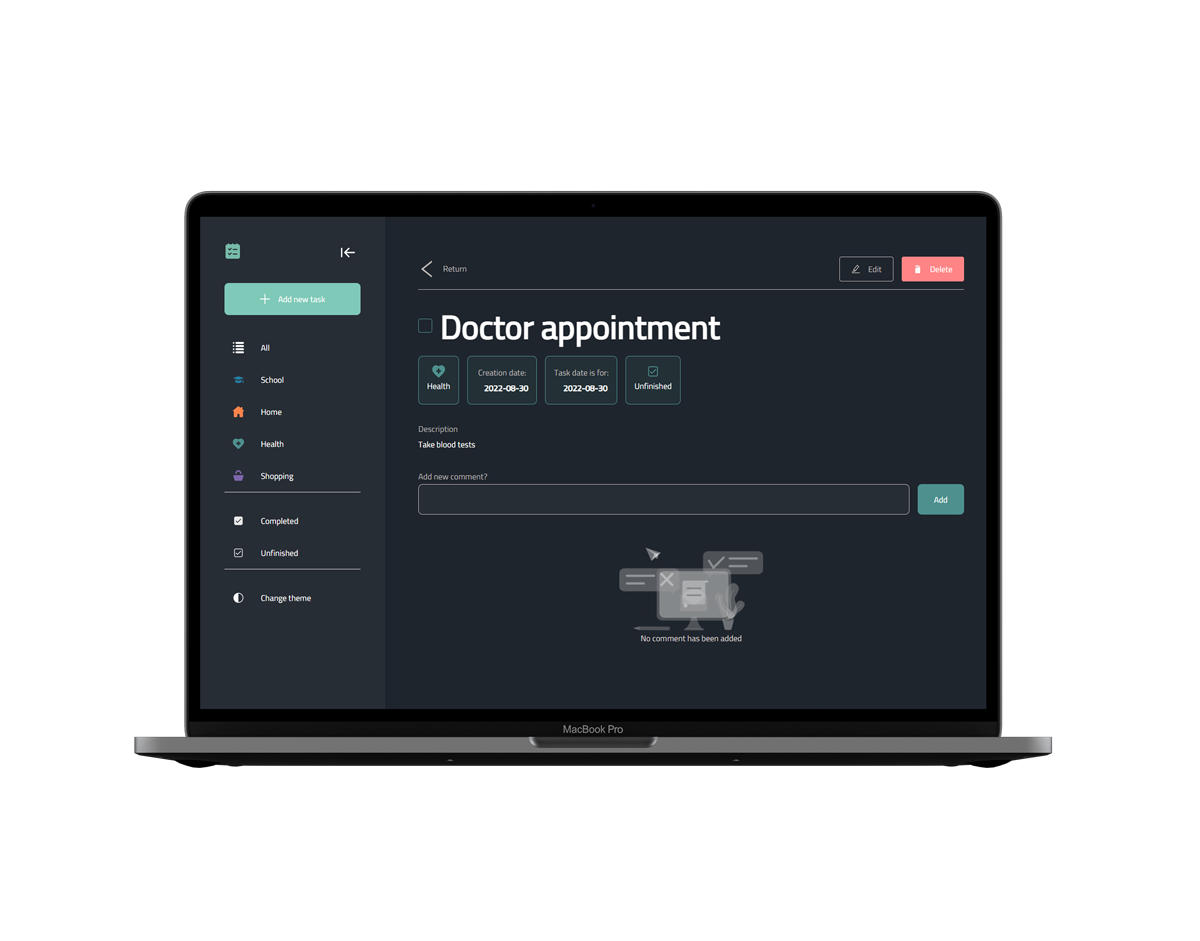 Add new task
All
School
Home
Health
Shopping
Completed
Unfinished
Change theme
Return
Edit
Delete
Doctor appointment
Health
Creation date:
2022-08-30
Task date is for:
2022-08-30
Unfinished
Description
Take blood tests
Add new comment?
Add
No comment has been added
MacBook Pro